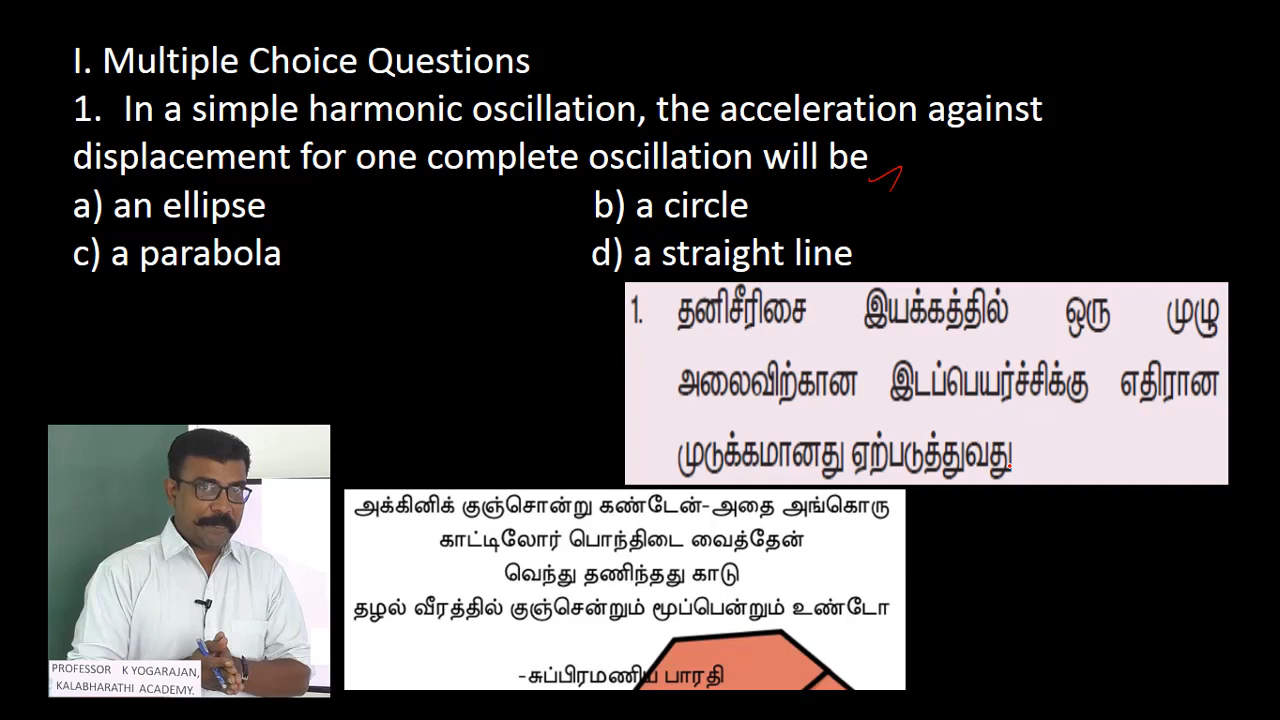 I. Multiple Choice Questions
1. In a simple harmonic oscillation, the acceleration against
displacement for one complete oscillation will be
a) an ellipse b) a circle
c) a parabola d) a straight line
1. தனிசீரிசை இயக்கத்தில் ஒரு முழு
அலைவிற்கான இடப்பெயர்ச்சிக்கு எதிரான
முடுக்கமானது ஏற்படுத்துவது
அக்கினிக் குஞ்சொன்று கண்டேன்-அதை அங்கொரு
காட்டிலோர் பொந்திடை வைத்தேன்
வெந்து தணிந்தது காடு
தழல் வீரத்தில் குஞ்சென்றும் மூப்பென்றும் உண்டோ
-சுப்பிரமணிய பாரதி
PROFESSOR K YOGARAJAN,
KALABHARATHI ACADEMY.